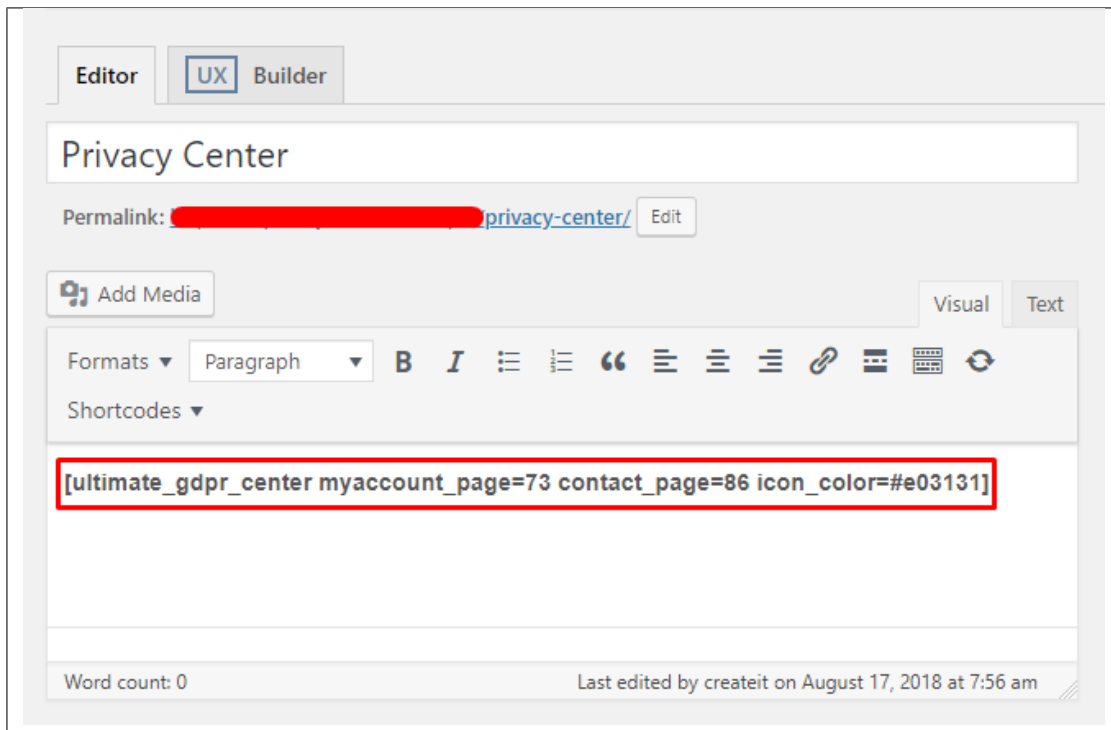 Editor UX Builder
Privacy Center
Permalink: /privacy-center/ Edit
Add Media
Visual Text
Formats Paragraph B I
Shortcodes
[ultimate_gdpr_center myaccount_page=73 contact_page=86 icon_color=#e03131]
Word count: 0 Last edited by createit on August 17, 2018 at 7:56 am